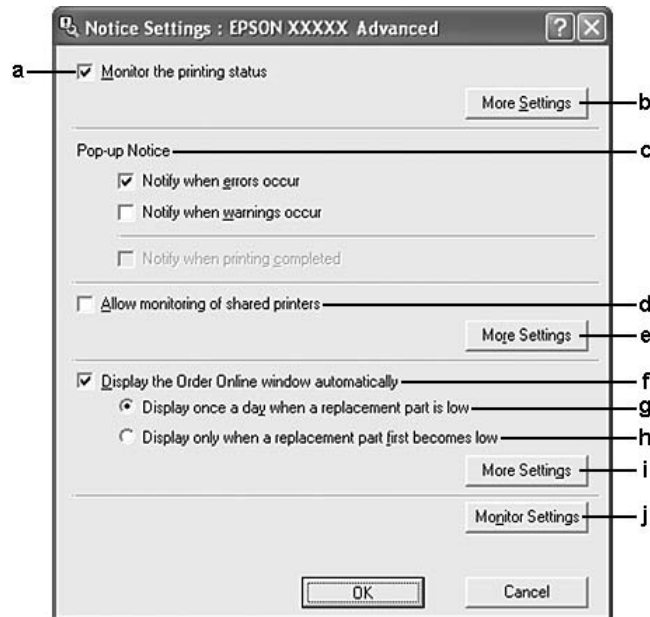 Notice Settings : EPSON XXXXX Advanced
a Monitor the printing status
More Settings b
Pop-up Notice c
Notify when errors occur
Notify when warnings occur
Notify when printing completed
Allow monitoring of shared printers d
More Settings e
Display the Order Online window automatically f
Display once a day when a replacement part is low g
Display only when a replacement part first becomes low h
More Settings i
Monitor Settings j
OK Cancel